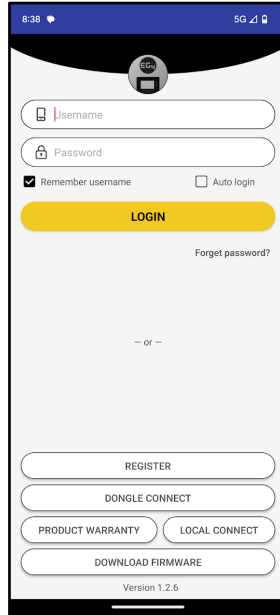 8:38 5G
EG4
Username
Password
Remember username Auto login
LOGIN
Forget password?
— or —
REGISTER
DONGLE CONNECT
PRODUCT WARRANTY LOCAL CONNECT
DOWNLOAD FIRMWARE
Version 1.2.6